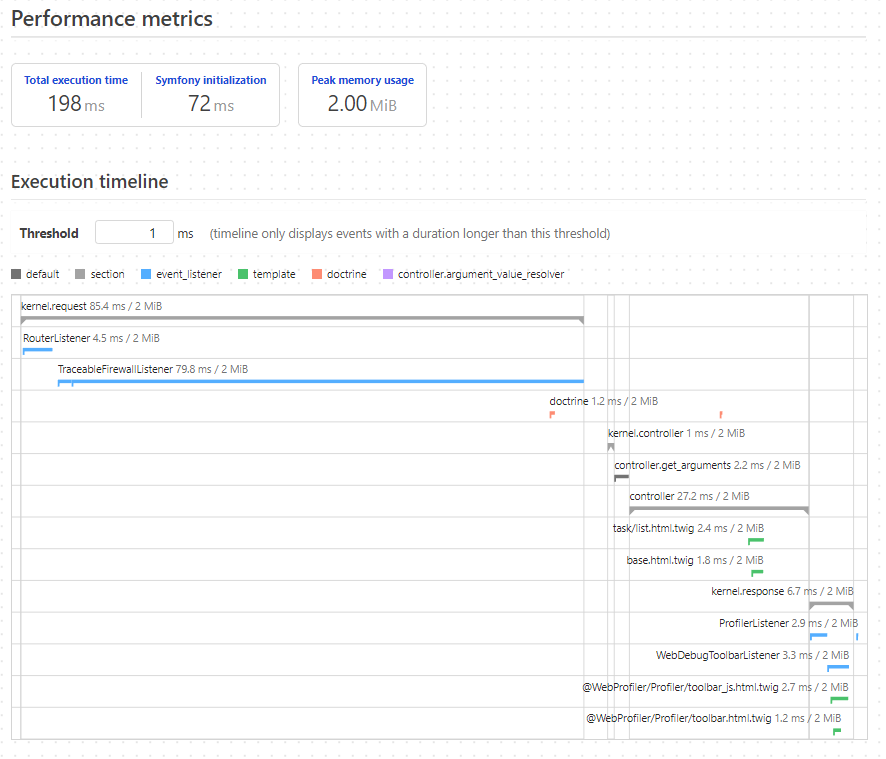 Performance metrics
Total execution time Symfony initialization Peak memory usage
198 ms 72 ms 2.00 MiB
Execution timeline
Threshold 1 ms (timeline only displays events with a duration longer than this threshold)
default section event_listener template doctrine controller.argument_value_resolver
kernel.request 85.4 ms / 2 MiB
RouterListener 4.5 ms / 2 MiB
TraceableFirewallListener 79.8 ms / 2 MiB
doctrine 1.2 ms / 2 MiB
kernel.controller 1 ms / 2 MiB
controller.get_arguments 2.2 ms / 2 MiB
controller 27.2 ms / 2 MiB
task/list.html.twig 2.4 ms / 2 MiB
base.html.twig 1.8 ms / 2 MiB
kernel.response 6.7 ms / 2 MiB
ProfilerListener 2.9 ms / 2 MiB
WebDebugToolbarListener 3.3 ms / 2 MiB
@WebProfiler/Profiler/toolbar_js.html.twig 2.7 ms / 2 MiB
@WebProfiler/Profiler/toolbar.html.twig 1.2 ms / 2 MiB